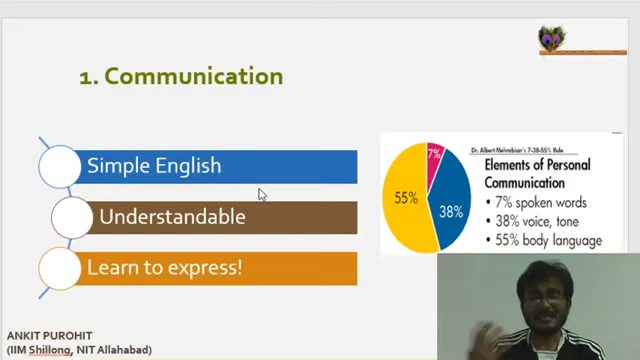 1. Communication
Simple English
Understandable
Learn to express!
Dr. Albert Mehrabian's 7-38-55% Rule
Elements of Personal
Communication
• 7% spoken words
• 38% voice, tone
• 55% body language
7%
38%
55%
ANKIT PUROHIT
(IIM Shillong, NIT Allahabad)